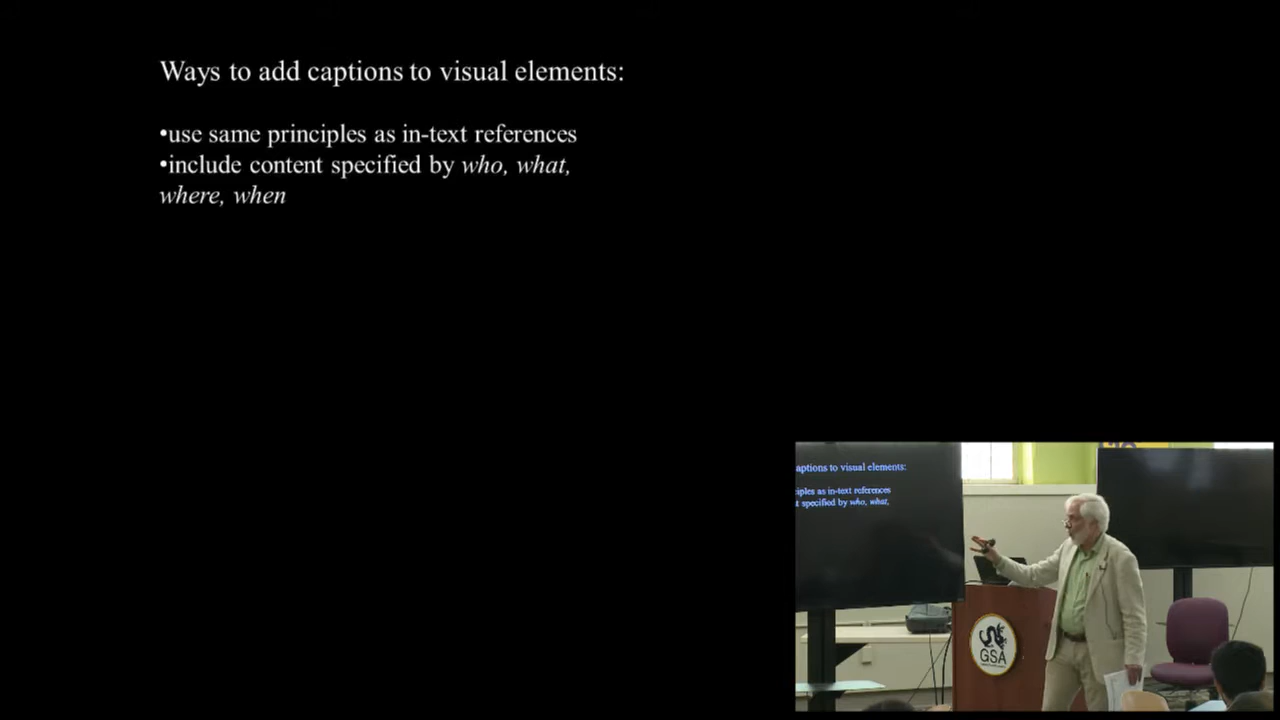 Ways to add captions to visual elements:
•use same principles as in-text references
•include content specified by who, what,
where, when
aptions to visual elements:
iples as in-text references
t specified by who, what,
GSA